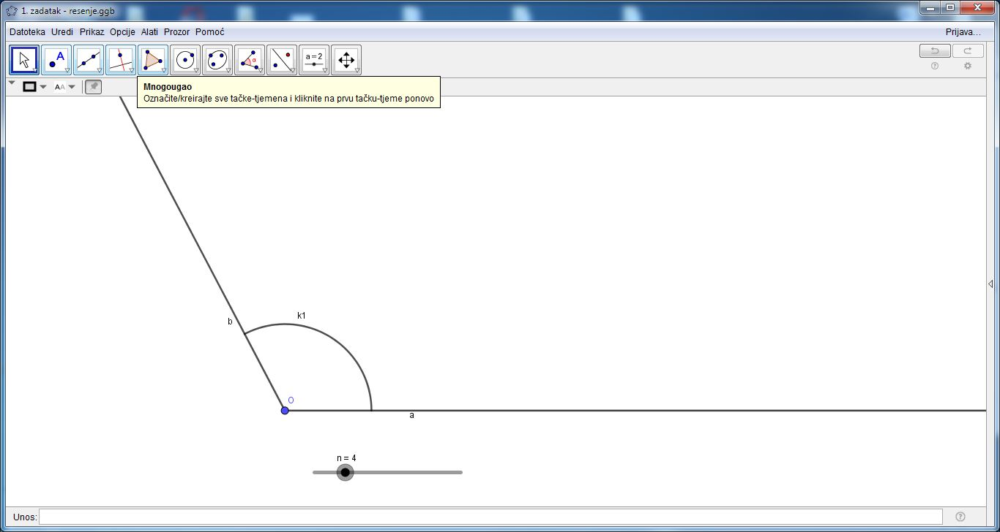 1. zadatak - resenje.ggb
Datoteka Uredi Prikaz Opcije Alati Prozor Pomoć
Prijava...
A
α
a = 2
AA
Mnogougao
Označite/kreirajte sve tačke-tjemena i kliknite na prvu tačku-tjeme ponovo
k1
b
O
a
n = 4
Unos: